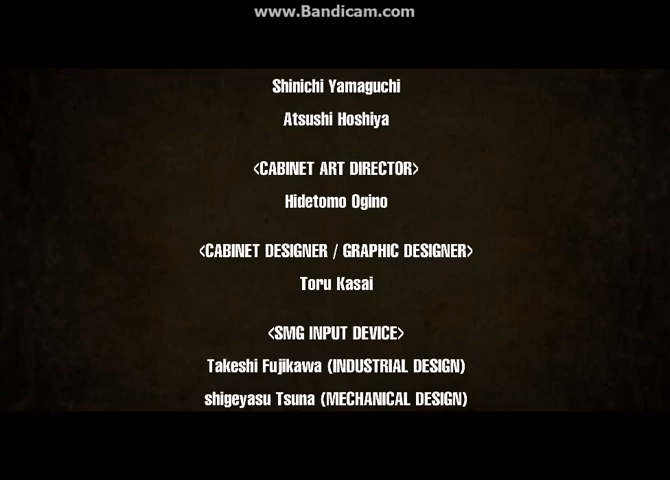 www.Bandicam.com
Shinichi Yamaguchi
Atsushi Hoshiya
<CABINET ART DIRECTOR>
Hidetomo Ogino
<CABINET DESIGNER / GRAPHIC DESIGNER>
Toru Kasai
<SMG INPUT DEVICE>
Takeshi Fujikawa (INDUSTRIAL DESIGN)
shigeyasu Tsuna (MECHANICAL DESIGN)